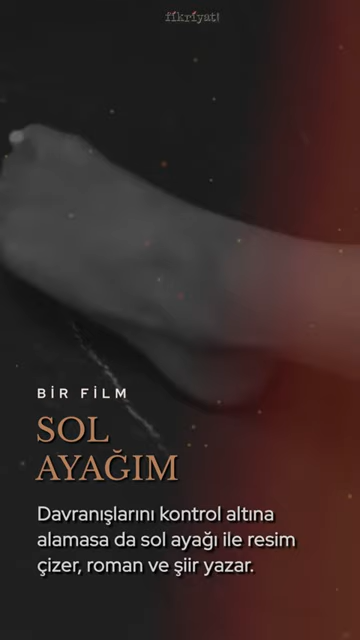 fikriyat!
BİR FİLM
SOL
AYAĞIM
Davranışlarını kontrol altına
alamasa da sol ayağı ile resim
çizer, roman ve şiir yazar.